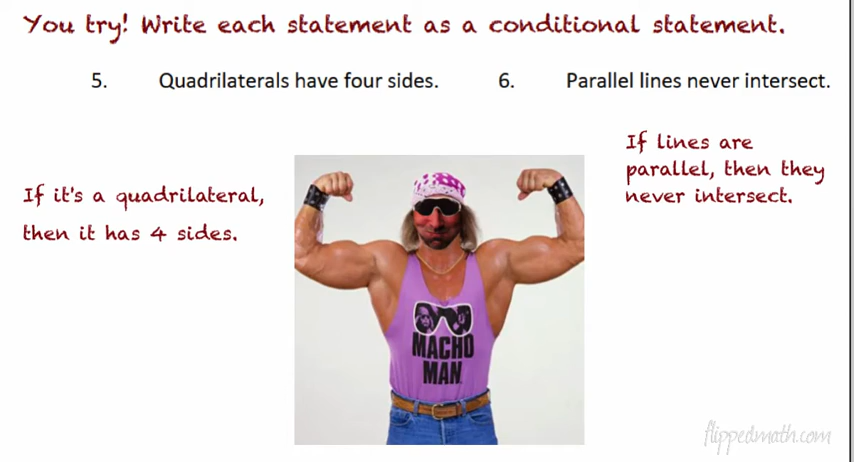 You try! Write each statement as a conditional statement.
5. Quadrilaterals have four sides. 6. Parallel lines never intersect.
If lines are
parallel, then they
never intersect.
If it's a quadrilateral,
then it has 4 sides.
MACHO
MAN
flippedmath.com